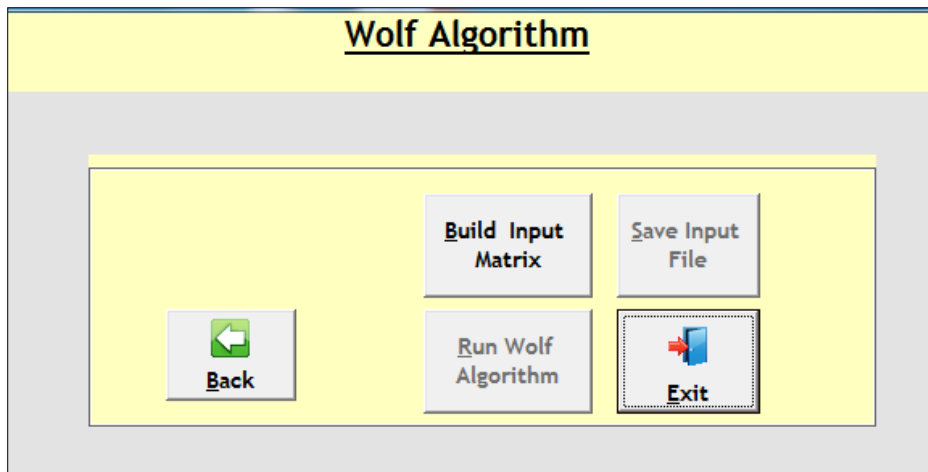 Wolf Algorithm
Build Input
Matrix
Save Input
File
Back
Run Wolf
Algorithm
Exit